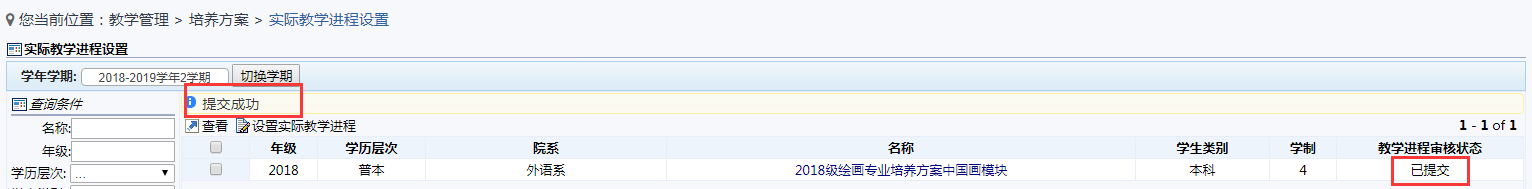 您当前位置：教学管理 > 培养方案 > 实际教学进程设置
实际教学进程设置
学年学期: 2018-2019学年2学期 切换学期
查询条件
提交成功
名称:
查看 设置实际教学进程 1 - 1 of 1
年级:
年级 学历层次 院系 名称 学生类别 学制 教学进程审核状态
学历层次: ...
2018 普本 外语系 2018级绘画专业培养方案中国画模块 本科 4 已提交